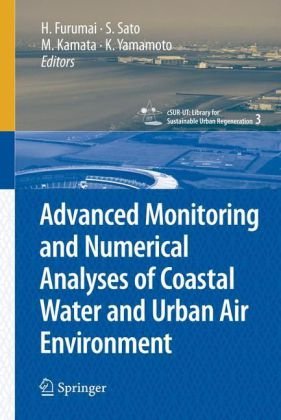 H. Furumai · S. Sato
M. Kamata · K. Yamamoto
Editors
cSUR-UT: Library for
Sustainable Urban Regeneration 3
Advanced Monitoring
and Numerical
Analyses of Coastal
Water and Urban Air
Environment
Springer